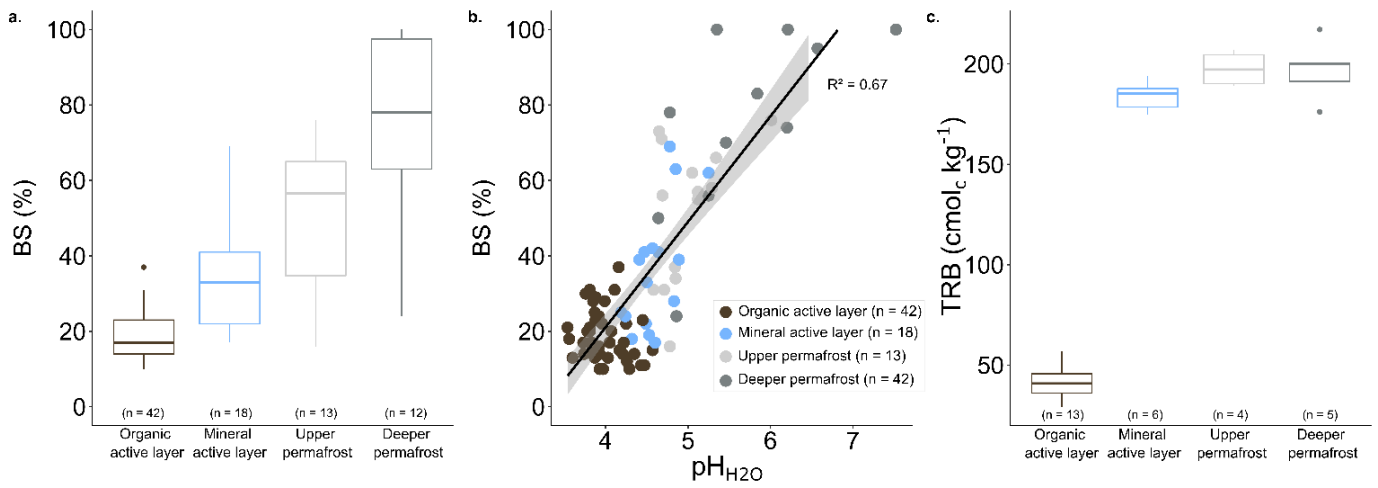 a.
BS (%)
100
80
60
40
20
0
(n = 42)
(n = 18)
(n = 13)
(n = 12)
Organic
active layer
Mineral
active layer
Upper
permafrost
Deeper
permafrost
b.
BS (%)
100
80
60
40
20
0
R² = 0.67
Organic active layer (n = 42)
Mineral active layer (n = 18)
Upper permafrost (n = 13)
Deeper permafrost (n = 42)
4
5
6
7
pH_H2O
c.
TRB (cmol_c kg⁻¹)
200
150
100
50
(n = 13)
(n = 6)
(n = 4)
(n = 5)
Organic
active layer
Mineral
active layer
Upper
permafrost
Deeper
permafrost